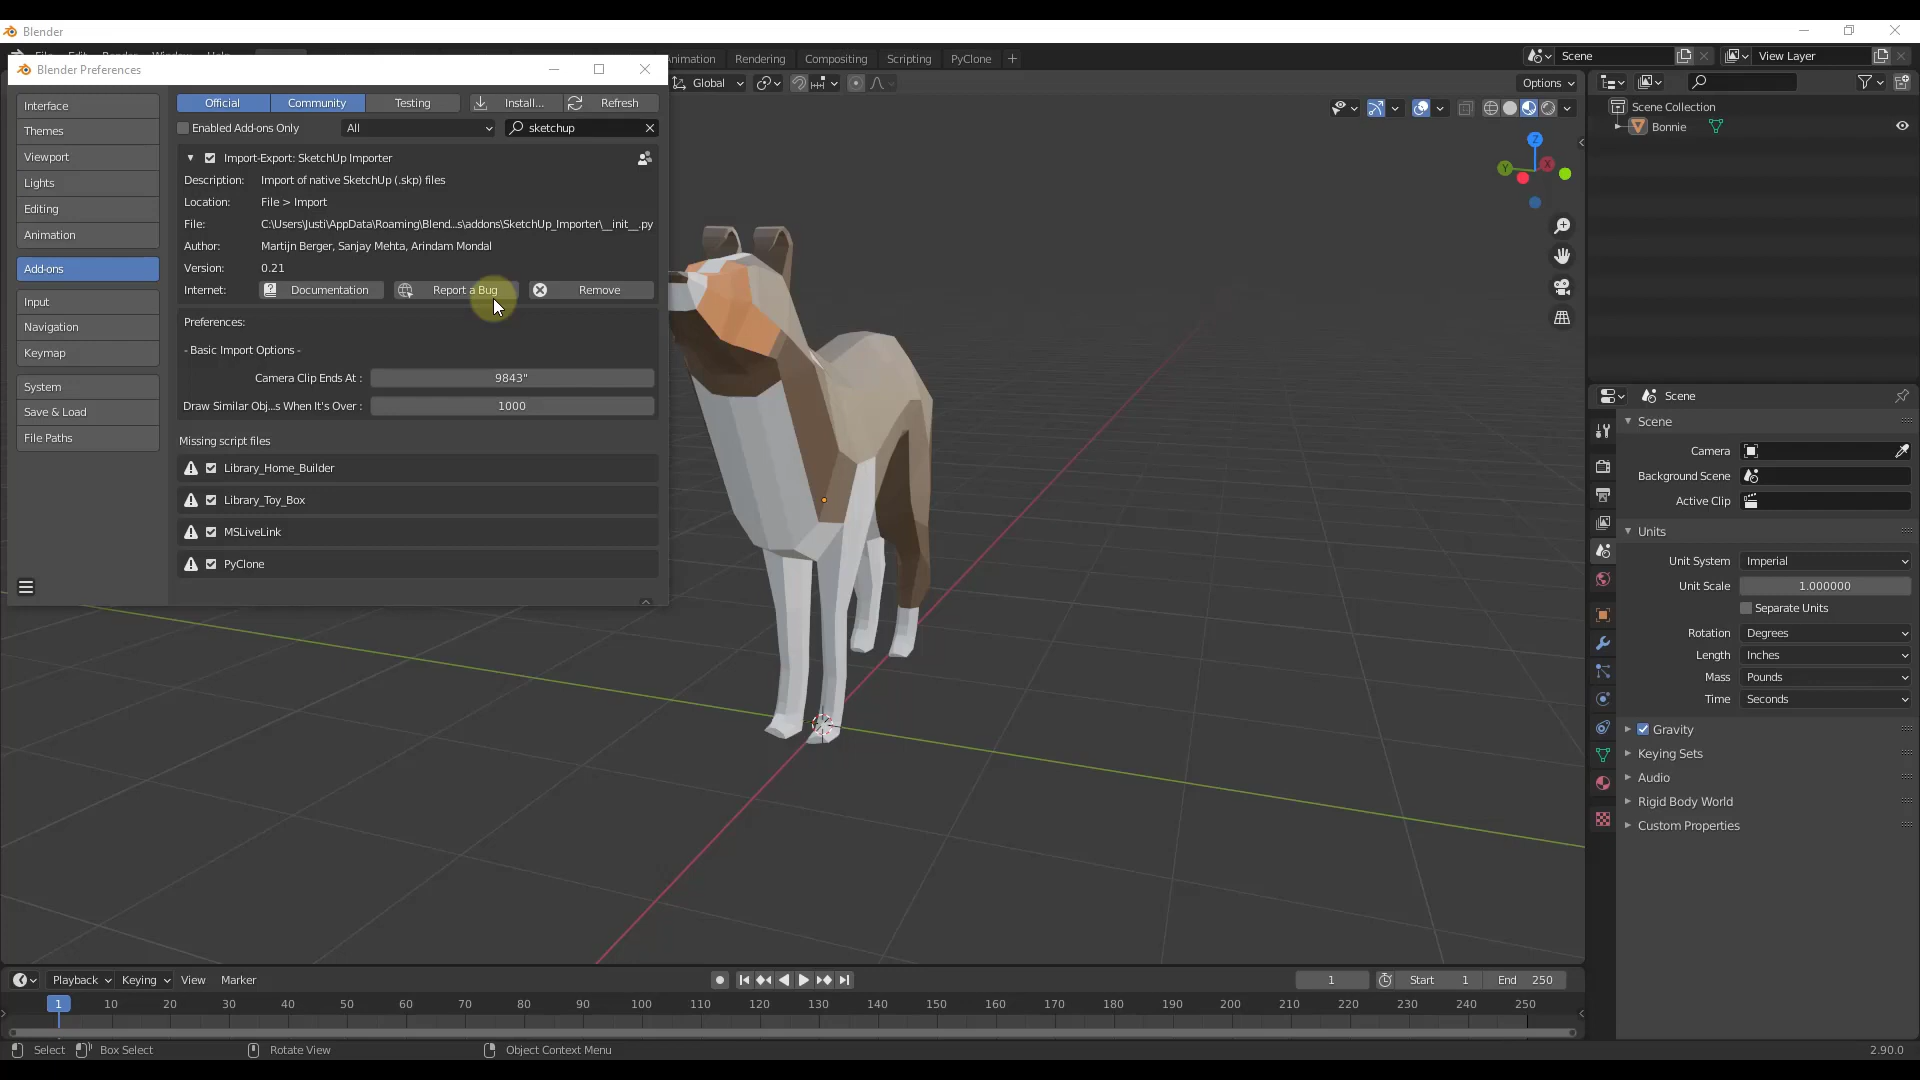 Blender
Blender Preferences
nimation
Rendering
Compositing
Scripting
PyClone
Scene
View Layer
Interface
Themes
Viewport
Lights
Editing
Animation
Add-ons
Input
Navigation
Keymap
System
Save & Load
File Paths
Official Community Testing Install... Refresh
Enabled Add-ons Only All sketchup
Import-Export: SketchUp Importer
Description: Import of native SketchUp (.skp) files
Location: File > Import
File: C:\Users\Justi\AppData\Roaming\Blend...s\addons\SketchUp_Importer\__init__.py
Author: Martijn Berger, Sanjay Mehta, Arindam Mondal
Version: 0.21
Internet: Documentation Report a Bug Remove
Preferences:
- Basic Import Options -
Camera Clip Ends At : 9843"
Draw Similar Obj...s When It's Over : 1000
Missing script files
Library_Home_Builder
Library_Toy_Box
MSLiveLink
PyClone
Global
Options
Z
Y
X
Scene Collection
Bonnie
Scene
Scene
Camera
Background Scene
Active Clip
Units
Unit System Imperial
Unit Scale 1.000000
Separate Units
Rotation Degrees
Length Inches
Mass Pounds
Time Seconds
Gravity
Keying Sets
Audio
Rigid Body World
Custom Properties
Playback Keying View Marker
1 Start 1 End 250
1 10 20 30 40 50 60 70 80 90 100 110 120 130 140 150 160 170 180 190 200 210 220 230 240 250
Select Box Select Rotate View Object Context Menu 2.90.0